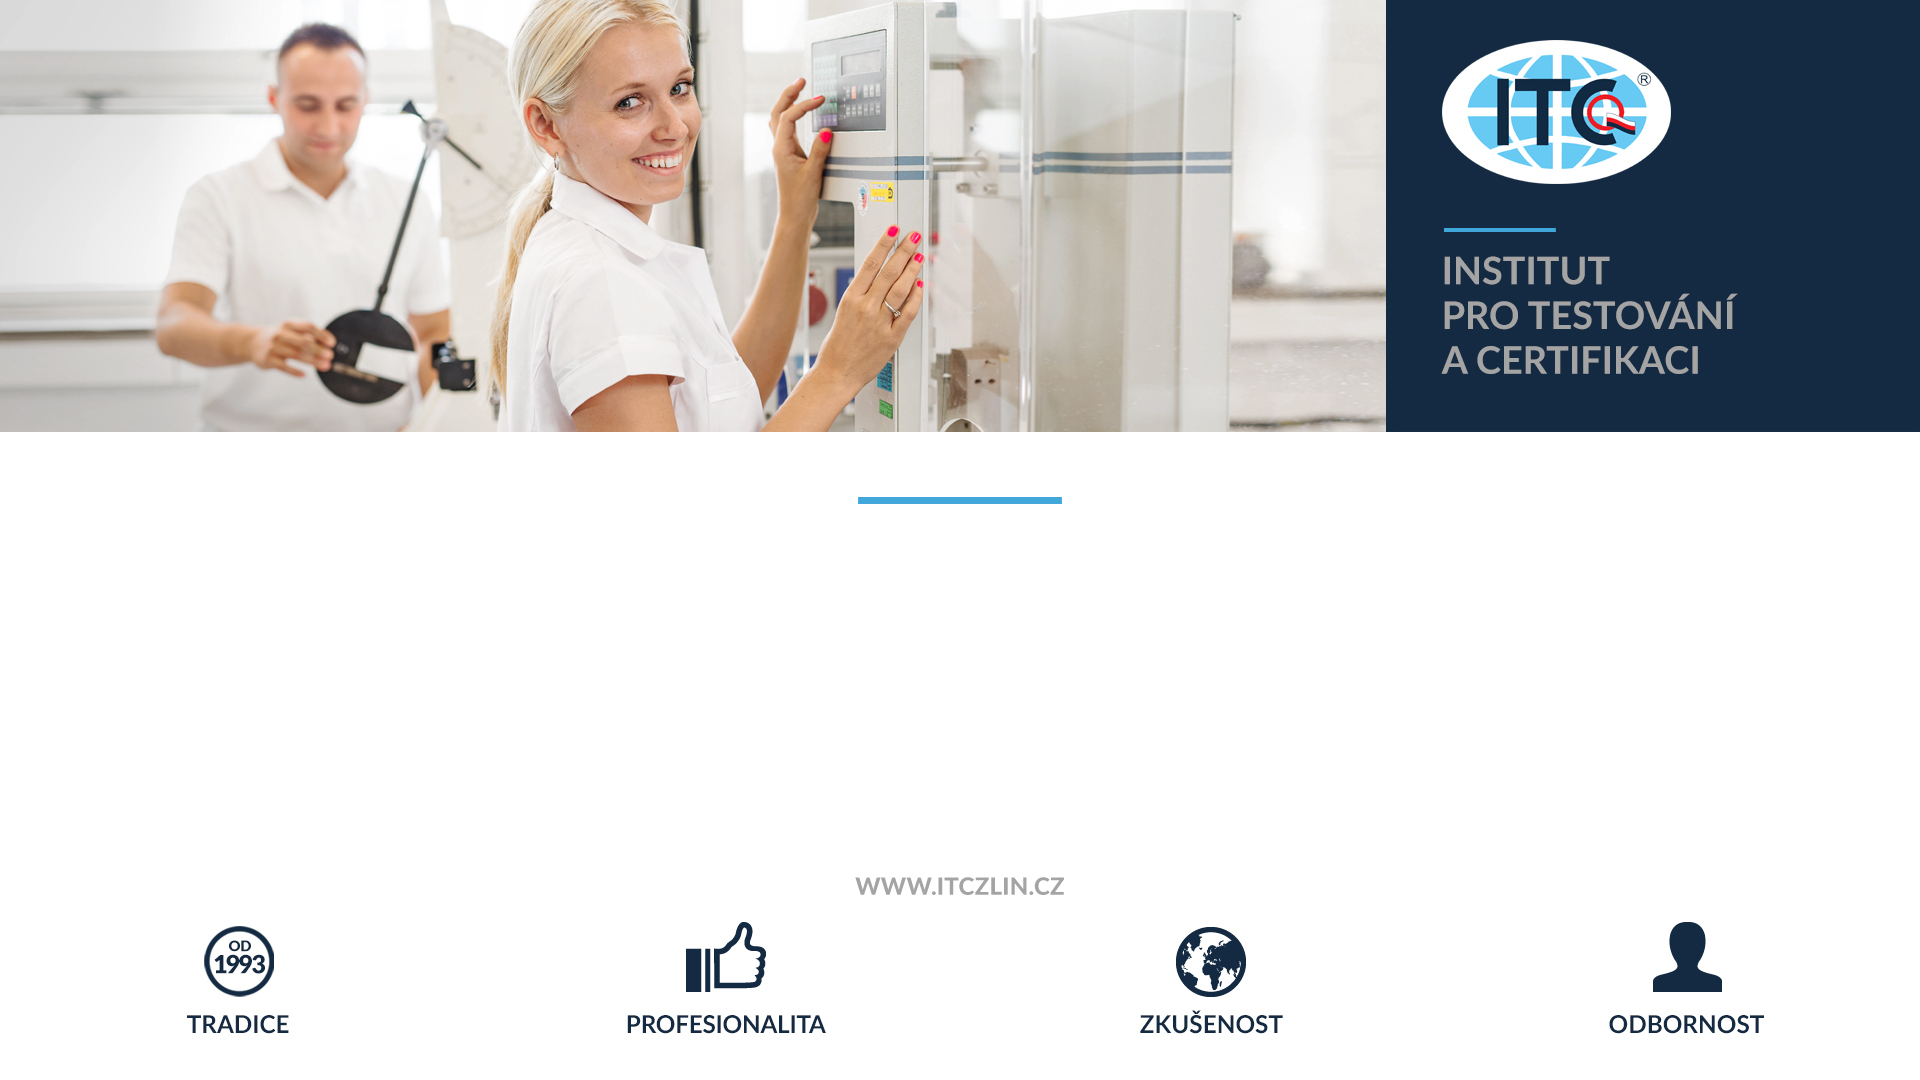 ITC
®
INSTITUT
PRO TESTOVÁNÍ
A CERTIFIKACI
WWW.ITCZLIN.CZ
OD
1993
TRADICE
PROFESIONALITA
ZKUŠENOST
ODBORNOST